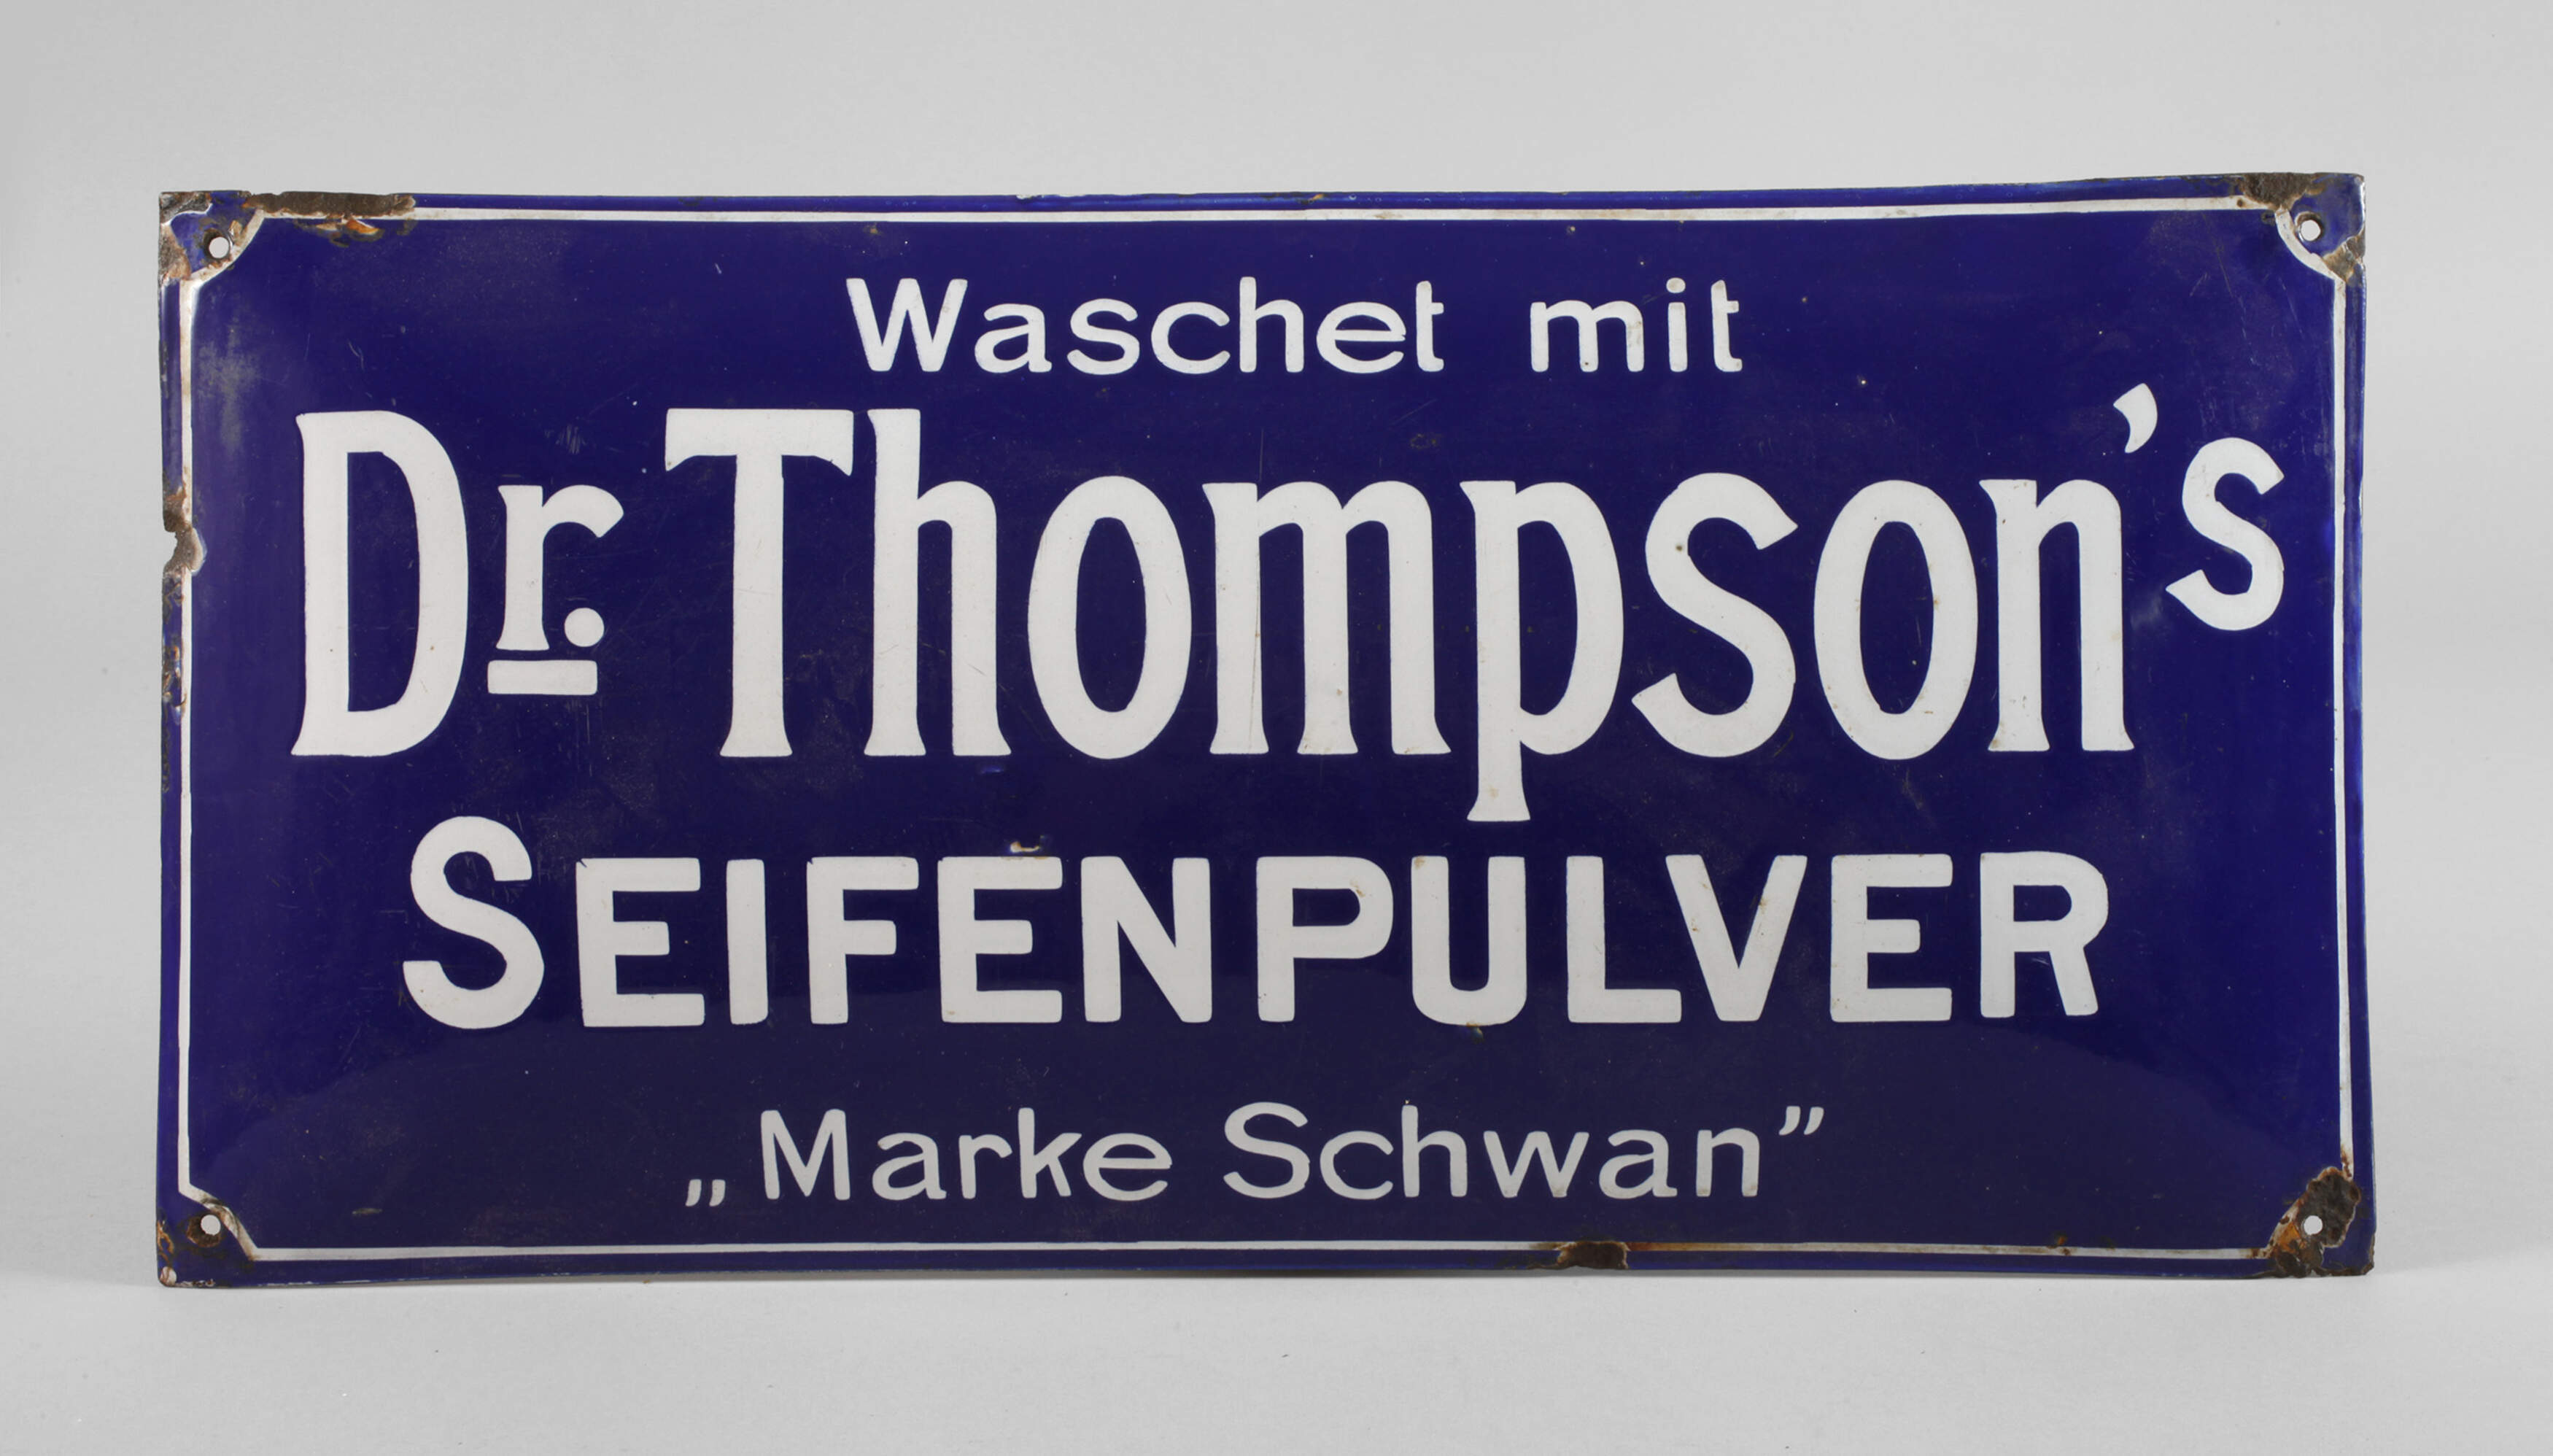 Waschet mit
Dr. Thompson's
SEIFENPULVER
„Marke Schwan”